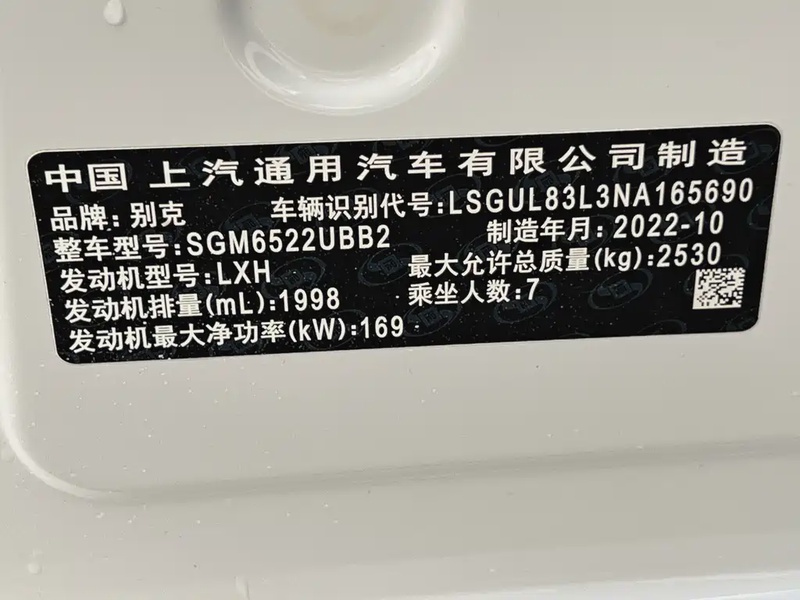 中国 上汽通用汽车有限公司制造
品牌:别克 车辆识别代号:LSGUL83L3NA165690
整车型号:SGM6522UBB2 制造年月:2022-10
发动机型号:LXH 最大允许总质量(kg):2530
发动机排量(mL):1998 乘坐人数:7
发动机最大净功率(kW):169